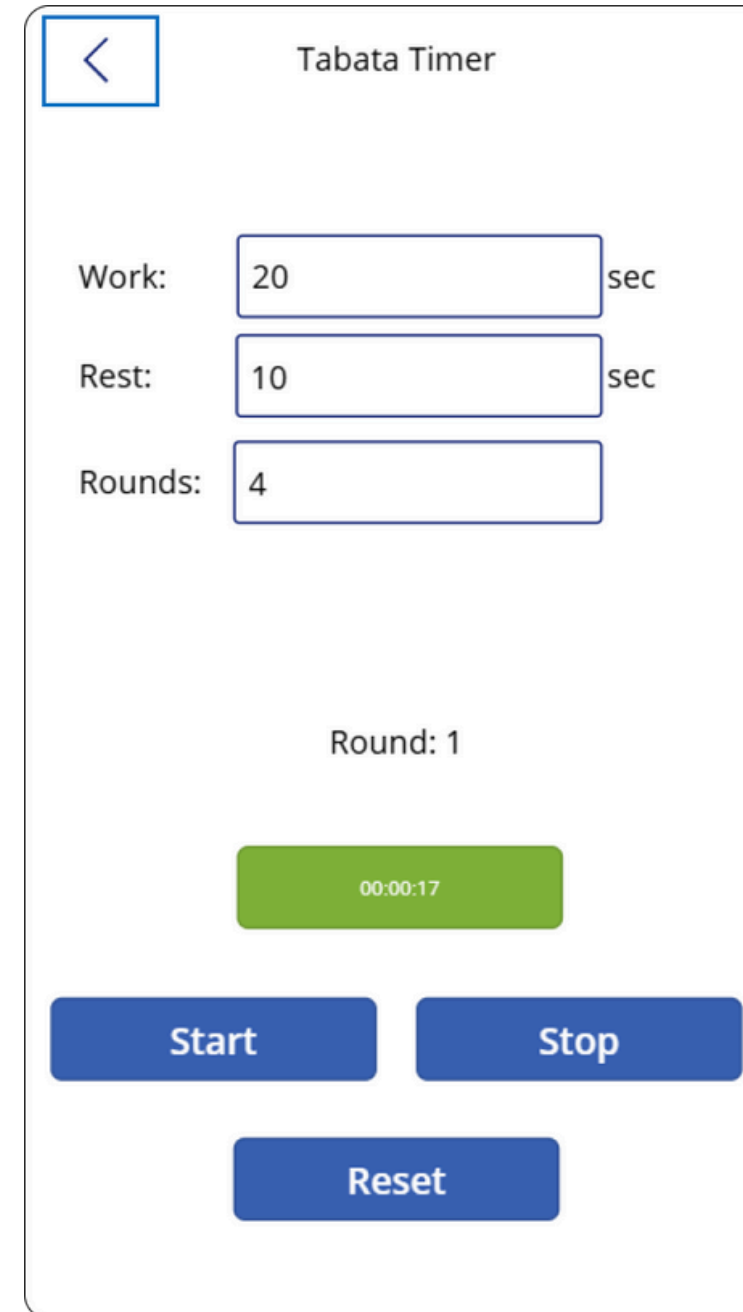 Tabata Timer
Work: 20 sec
Rest: 10 sec
Rounds: 4
Round: 1
00:00:17
Start Stop
Reset